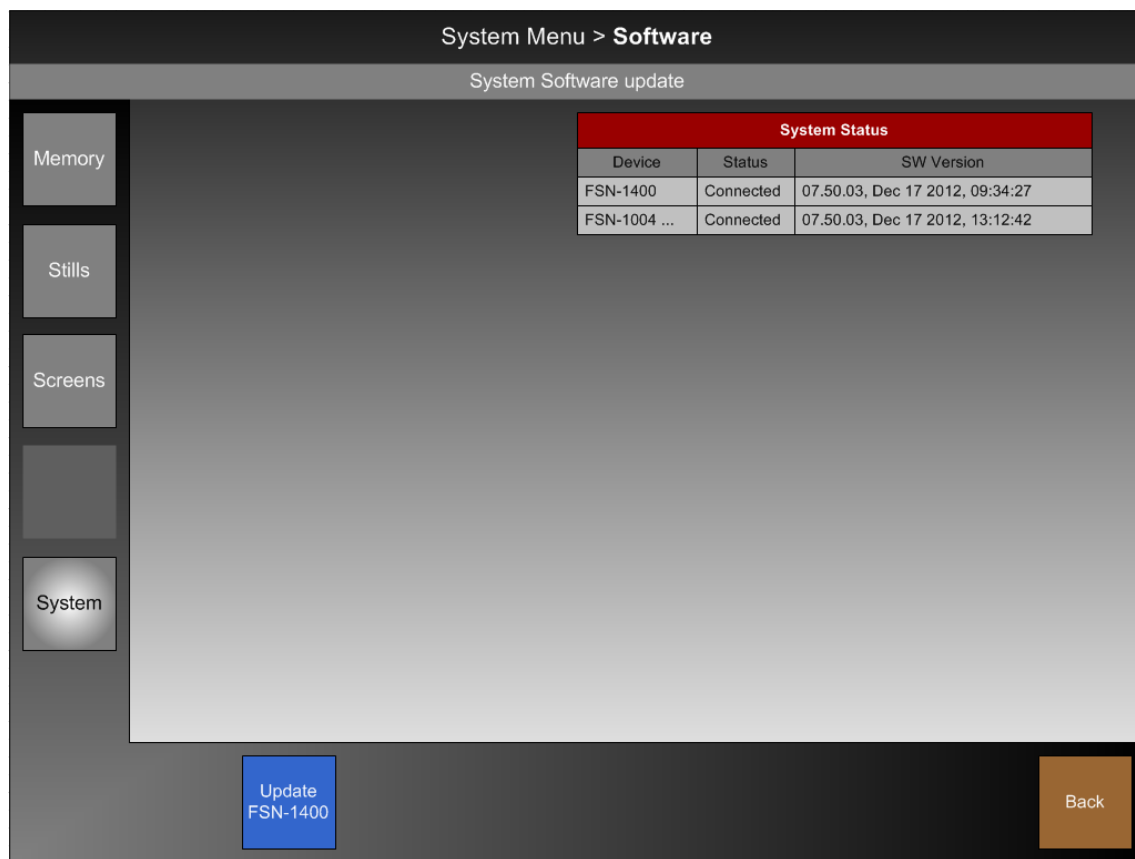 System Menu > Software
System Software update
Memory
Stills
Screens
System
System Status
Device Status SW Version
FSN-1400 Connected 07.50.03, Dec 17 2012, 09:34:27
FSN-1004 ... Connected 07.50.03, Dec 17 2012, 13:12:42
Update
FSN-1400
Back